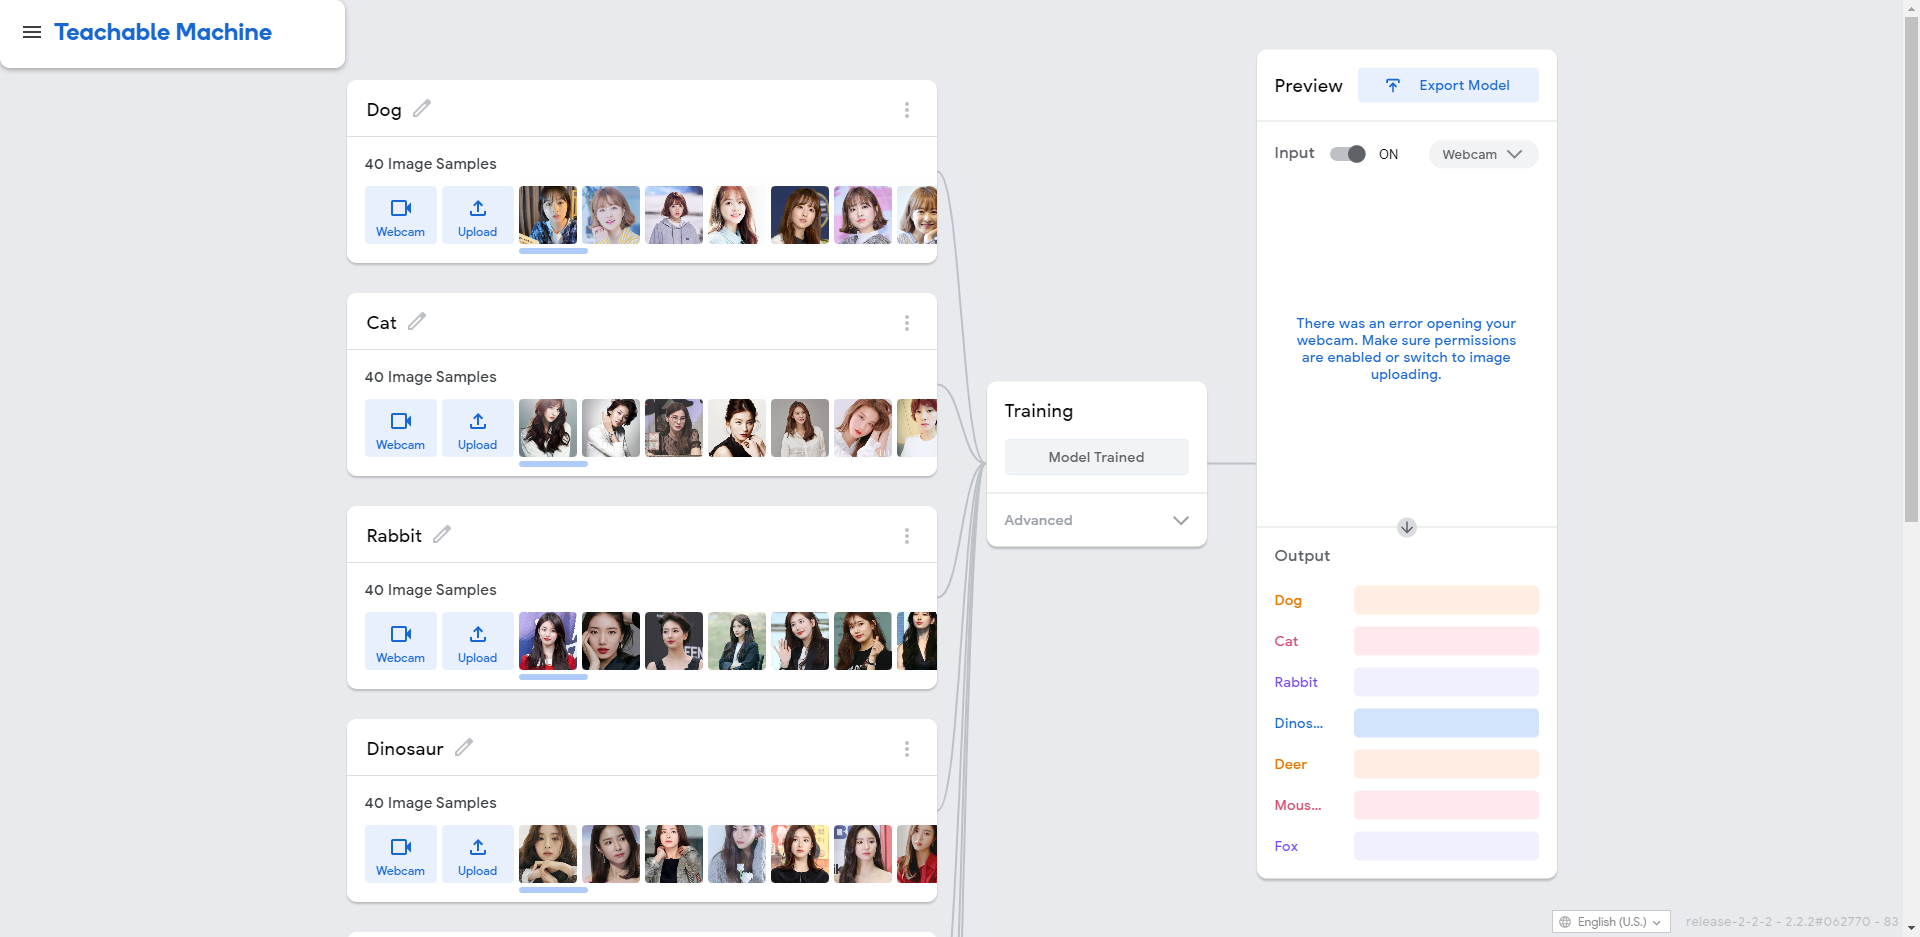 Teachable Machine
Dog
40 Image Samples
Webcam
Upload
Cat
40 Image Samples
Webcam
Upload
Rabbit
40 Image Samples
Webcam
Upload
Dinosaur
40 Image Samples
Webcam
Upload
Training
Model Trained
Advanced
Preview
Export Model
Input
ON
Webcam
There was an error opening your
webcam. Make sure permissions
are enabled or switch to image
uploading.
Output
Dog
Cat
Rabbit
Dinos...
Deer
Mous...
Fox
English (U.S.)
release-2-2-2 - 2.2.2#062770 - 83